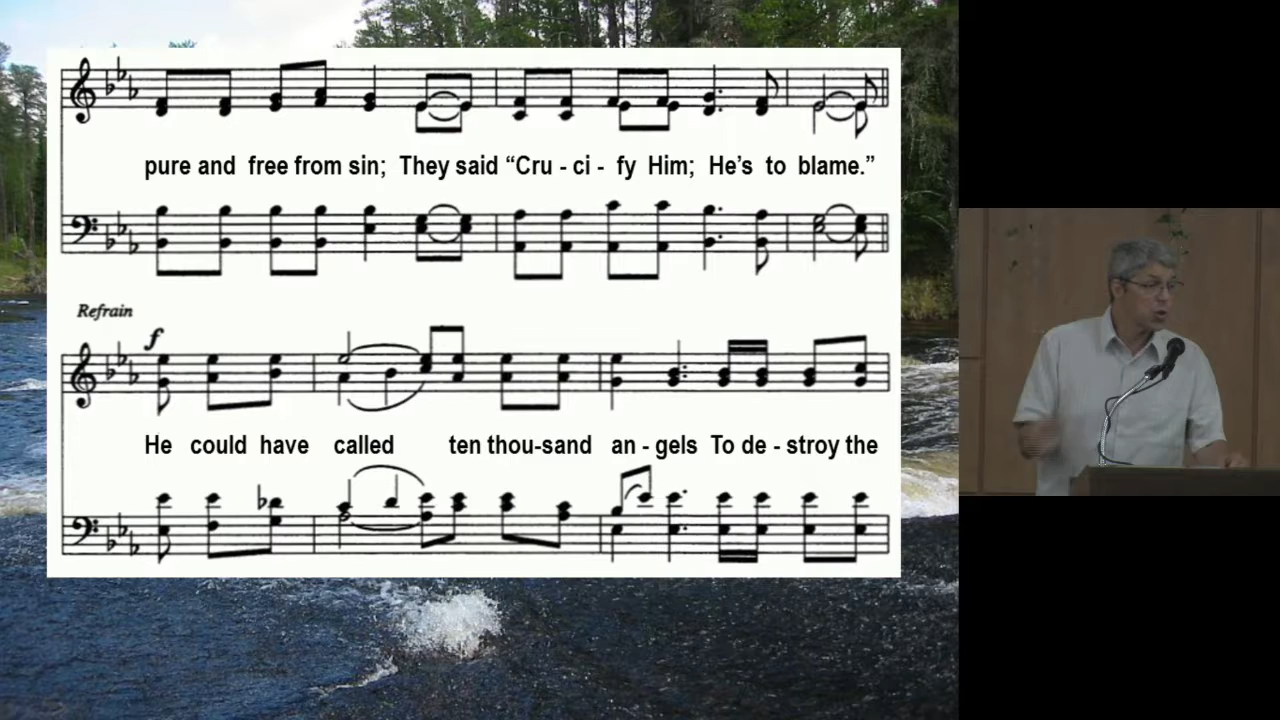 pure and free from sin; They said “Cru - ci - fy Him; He’s to blame.”
Refrain
f
He could have called ten thou-sand an - gels To de - stroy the